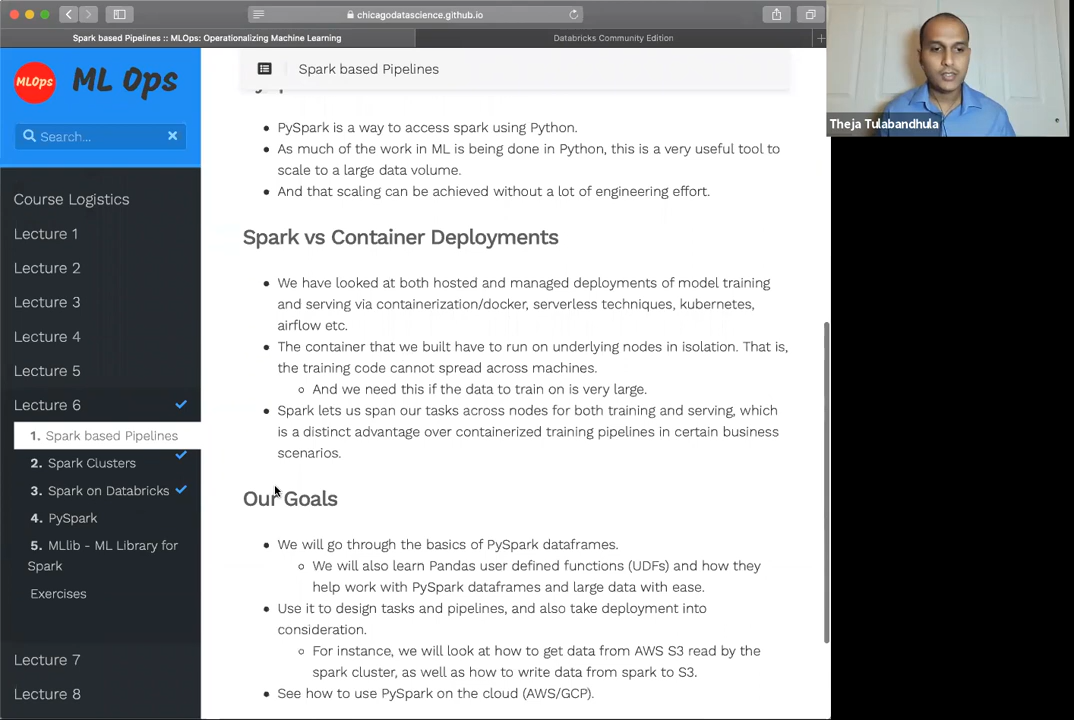 chicagodatascience.github.io
Spark based Pipelines :: MLOps: Operationalizing Machine Learning
Databricks Community Edition
MLOps
ML Ops
Search...
Course Logistics
Lecture 1
Lecture 2
Lecture 3
Lecture 4
Lecture 5
Lecture 6
1. Spark based Pipelines
2. Spark Clusters
3. Spark on Databricks
4. PySpark
5. MLlib - ML Library for
Spark
Exercises
Lecture 7
Lecture 8
Spark based Pipelines
PySpark is a way to access spark using Python.
As much of the work in ML is being done in Python, this is a very useful tool to
scale to a large data volume.
And that scaling can be achieved without a lot of engineering effort.
Spark vs Container Deployments
We have looked at both hosted and managed deployments of model training
and serving via containerization/docker, serverless techniques, kubernetes,
airflow etc.
The container that we built have to run on underlying nodes in isolation. That is,
the training code cannot spread across machines.
And we need this if the data to train on is very large.
Spark lets us span our tasks across nodes for both training and serving, which
is a distinct advantage over containerized training pipelines in certain business
scenarios.
Our Goals
We will go through the basics of PySpark dataframes.
We will also learn Pandas user defined functions (UDFs) and how they
help work with PySpark dataframes and large data with ease.
Use it to design tasks and pipelines, and also take deployment into
consideration.
For instance, we will look at how to get data from AWS S3 read by the
spark cluster, as well as how to write data from spark to S3.
See how to use PySpark on the cloud (AWS/GCP).
Theja Tulabandhula